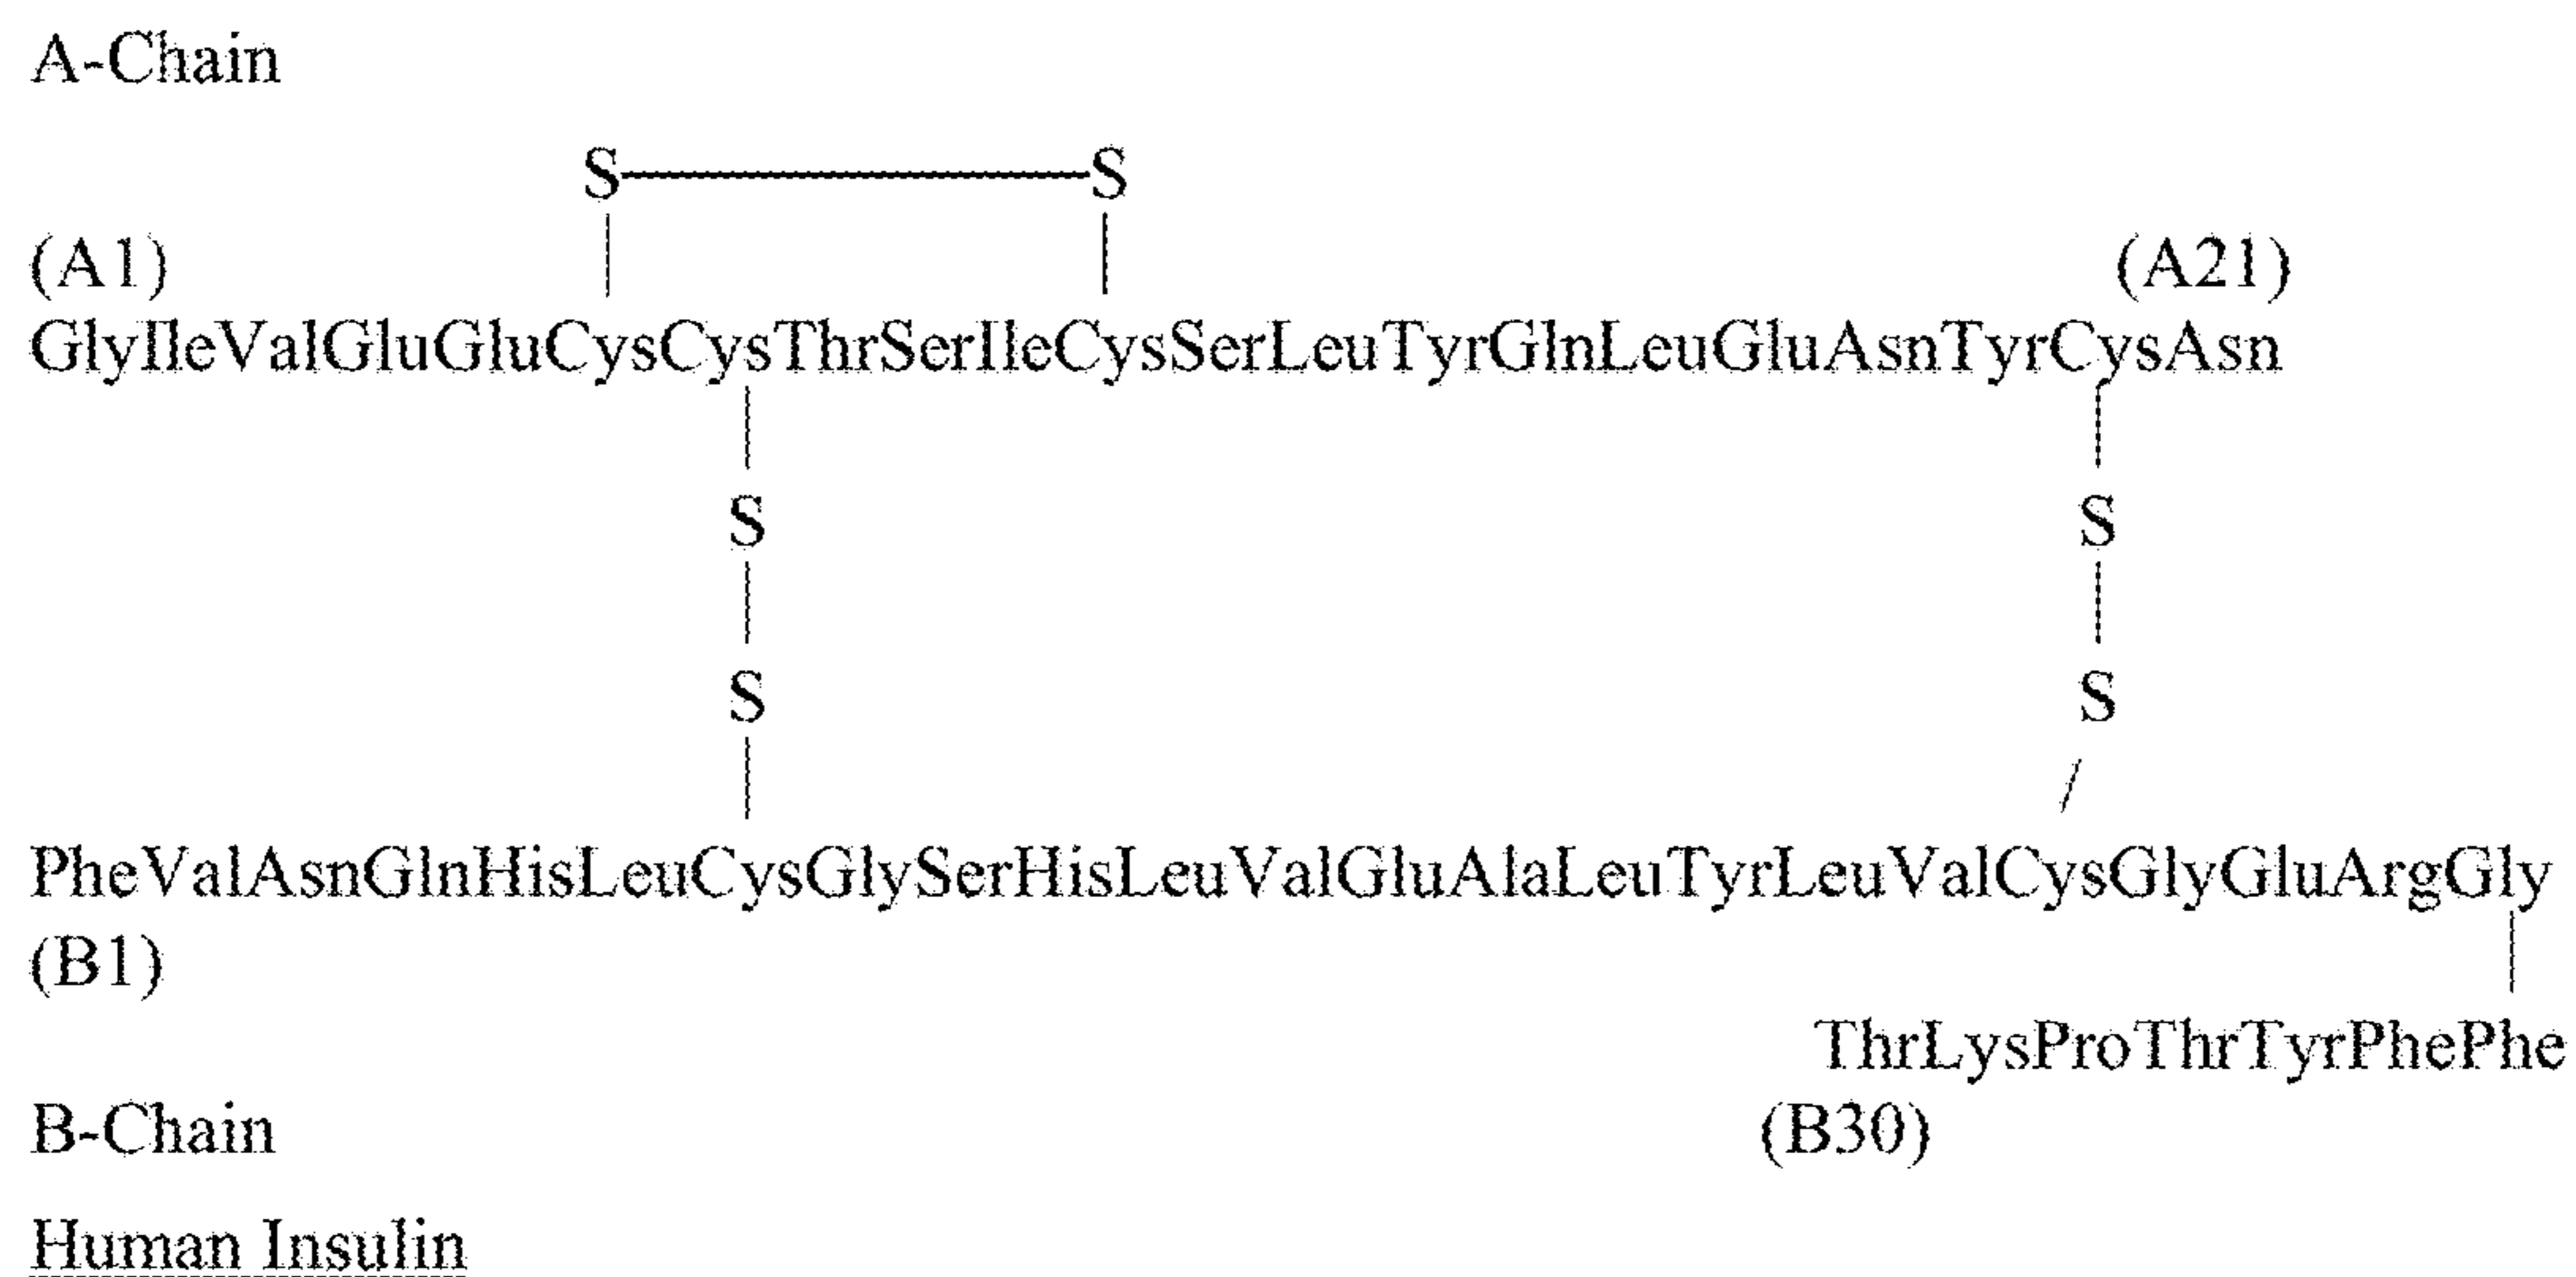 A-Chain
S S
(A1) (A21)
GlyIleValGluGluCysCysThrSerIleCysSerLeuTyrGlnLeuGluAsnTyrCysAsn
S S
S S
PheValAsnGlnHisLeuCysGlySerHisLeuValGluAlaLeuTyrLeuValCysGlyGluArgGly
(B1)
ThrLysProThrTyrPhePhe
B-Chain (B30)
Human Insulin